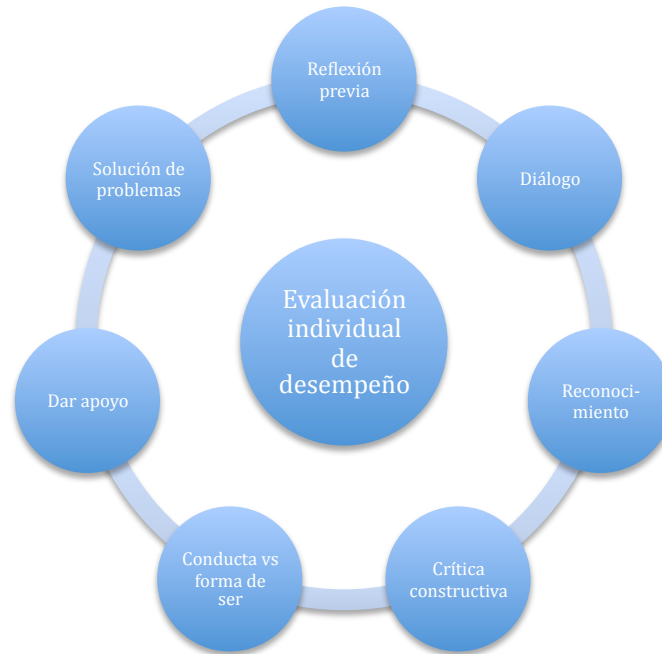 Reflexión
previa
Diálogo
Reconoci-
miento
Crítica
constructiva
Conducta vs
forma de
ser
Dar apoyo
Solución de
problemas
Evaluación
individual
de
desempeño